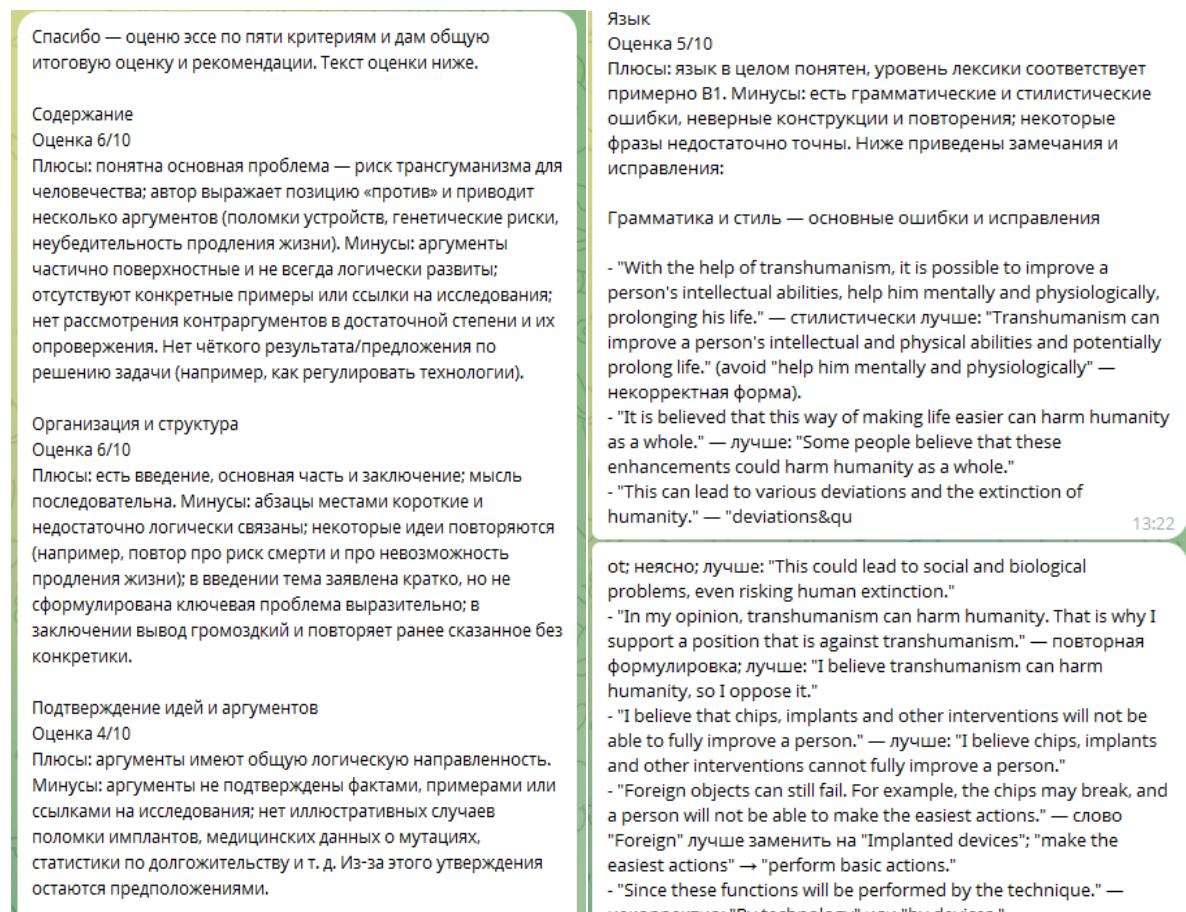 Спасибо — оценю эссе по пяти критериям и дам общую
итоговую оценку и рекомендации. Текст оценки ниже.
Содержание
Оценка 6/10
Плюсы: понятна основная проблема — риск трансгуманизма для
человечества; автор выражает позицию «против» и приводит
несколько аргументов (поломки устройств, генетические риски,
неубедительность продления жизни). Минусы: аргументы
частично поверхностные и не всегда логически развиты;
отсутствуют конкретные примеры или ссылки на исследования;
нет рассмотрения контраргументов в достаточной степени и их
опровержения. Нет чёткого результата/предложения по
решению задачи (например, как регулировать технологии).
Организация и структура
Оценка 6/10
Плюсы: есть введение, основная часть и заключение; мысль
последовательна. Минусы: абзацы местами короткие и
недостаточно логически связаны; некоторые идеи повторяются
(например, повтор про риск смерти и про невозможность
продления жизни); в введении тема заявлена кратко, но не
сформулирована ключевая проблема выразительно; в
заключении вывод громоздкий и повторяет ранее сказанное без
конкретики.
Подтверждение идей и аргументов
Оценка 4/10
Плюсы: аргументы имеют общую логическую направленность.
Минусы: аргументы не подтверждены фактами, примерами или
ссылками на исследования; нет иллюстративных случаев
поломки имплантов, медицинских данных о мутациях,
статистики по долгожительству и т. д. Из-за этого утверждения
остаются предположениями.
Язык
Оценка 5/10
Плюсы: язык в целом понятен, уровень лексики соответствует
примерно B1. Минусы: есть грамматические и стилистические
ошибки, неверные конструкции и повторения; некоторые
фразы недостаточно точны. Ниже приведены замечания и
исправления:
Грамматика и стиль — основные ошибки и исправления
- "With the help of transhumanism, it is possible to improve a
person's intellectual abilities, help him mentally and physiologically,
prolonging his life." — стилистически лучше: "Transhumanism can
improve a person's intellectual and physical abilities and potentially
prolong life." (avoid "help him mentally and physiologically" —
некорректная форма).
- "It is believed that this way of making life easier can harm humanity
as a whole." — лучше: "Some people believe that these
enhancements could harm humanity as a whole."
- "This can lead to various deviations and the extinction of
humanity." — "deviations&qu
13:22
ot; неясно; лучше: "This could lead to social and biological
problems, even risking human extinction."
- "In my opinion, transhumanism can harm humanity. That is why I
support a position that is against transhumanism." — повторная
формулировка; лучше: "I believe transhumanism can harm
humanity, so I oppose it."
- "I believe that chips, implants and other interventions will not be
able to fully improve a person." — лучше: "I believe chips, implants
and other interventions cannot fully improve a person."
- "Foreign objects can still fail. For example, the chips may break, and
a person will not be able to make the easiest actions." — слово
"Foreign" лучше заменить на "Implanted devices"; "make the
easiest actions" → "perform basic actions."
- "Since these functions will be performed by the technique." —